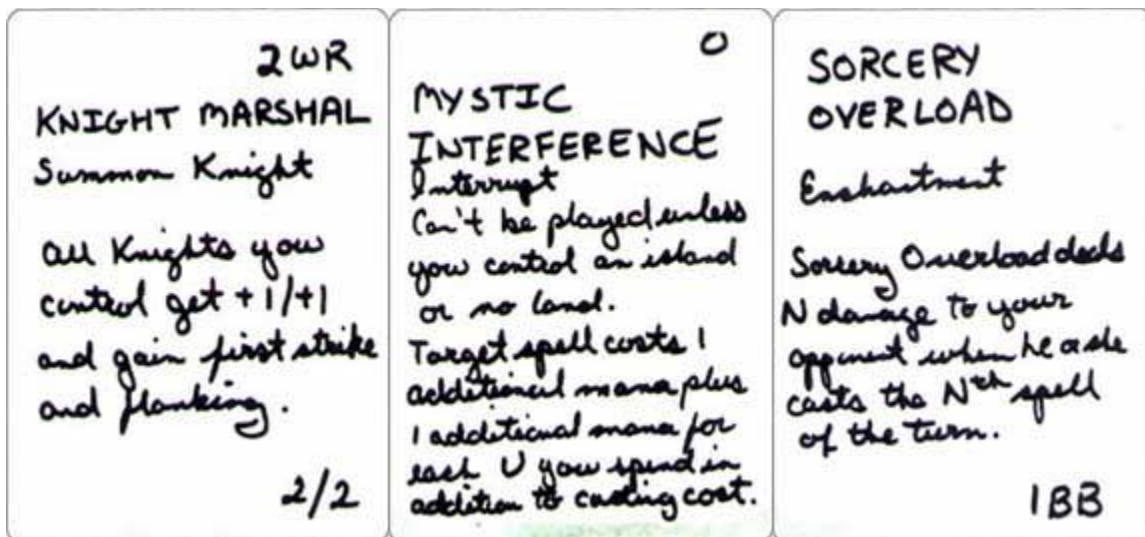 2WR
KNIGHT MARSHAL
Summon Knight
All Knights you
control get +1/+1
and gain first strike
and flanking.
2/2
0
MYSTIC
INTERFERENCE
Interrupt
Can't be played unless
you control an island
or no land.
Target spell costs 1
additional mana plus
1 additional mana for
each U you spend in
addition to casting cost.
SORCERY
OVERLOAD
Enchantment
Sorcery Overload deals
N damage to your
opponent when he or she
casts the Nth spell
of the turn.
1BB